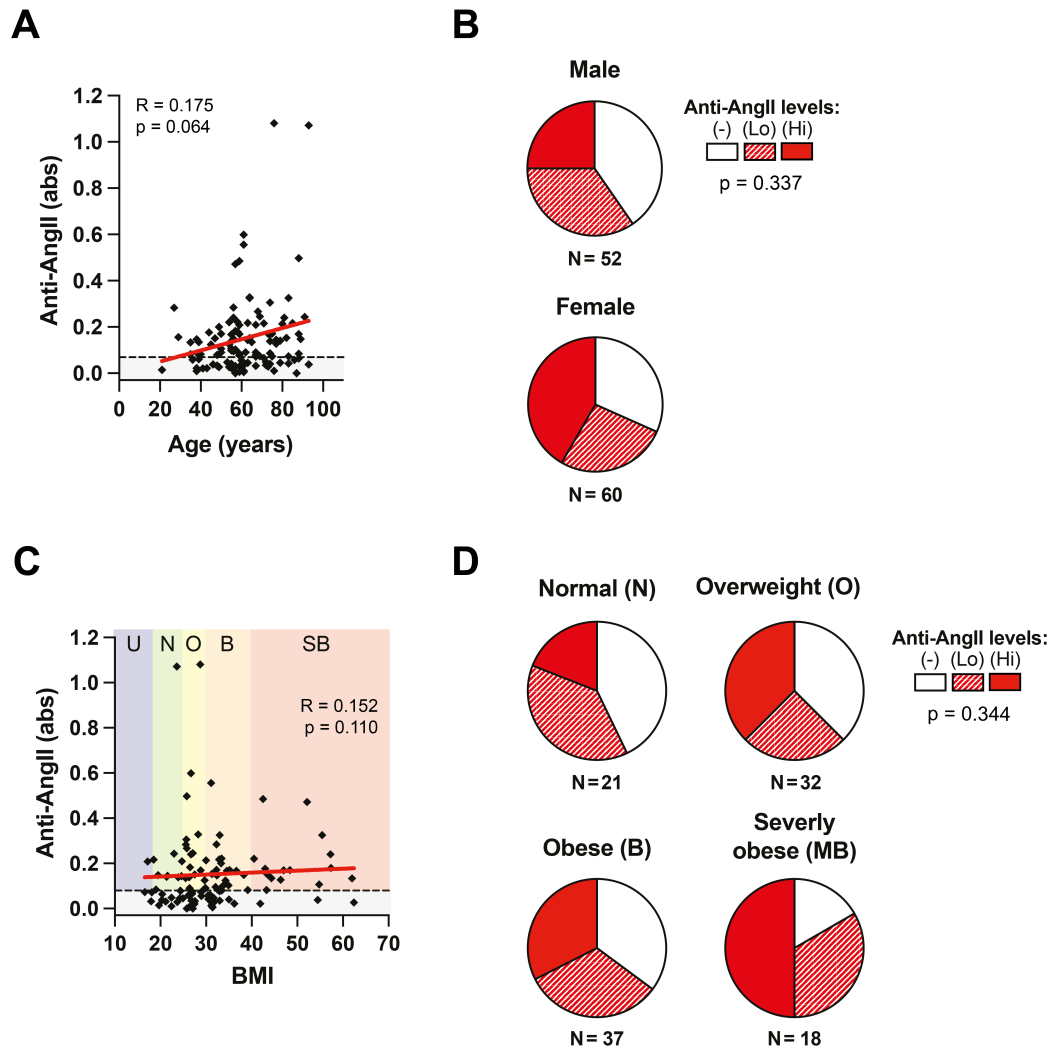 A
R = 0.175
p = 0.064
1.2
1.0
0.8
0.6
0.4
0.2
0.0
Anti-AngII (abs)
0 20 40 60 80 100
Age (years)
B
Male
N= 52
Anti-AngII levels:
(-) (Lo) (Hi)
p = 0.337
Female
N= 60
C
U N O B SB
R = 0.152
p = 0.110
1.2
1.0
0.8
0.6
0.4
0.2
0.0
Anti-AngII (abs)
10 20 30 40 50 60 70
BMI
D
Normal (N)
N=21
Overweight (O)
N=32
Anti-AngII levels:
(-) (Lo) (Hi)
p = 0.344
Obese (B)
N= 37
Severly
obese (MB)
N= 18